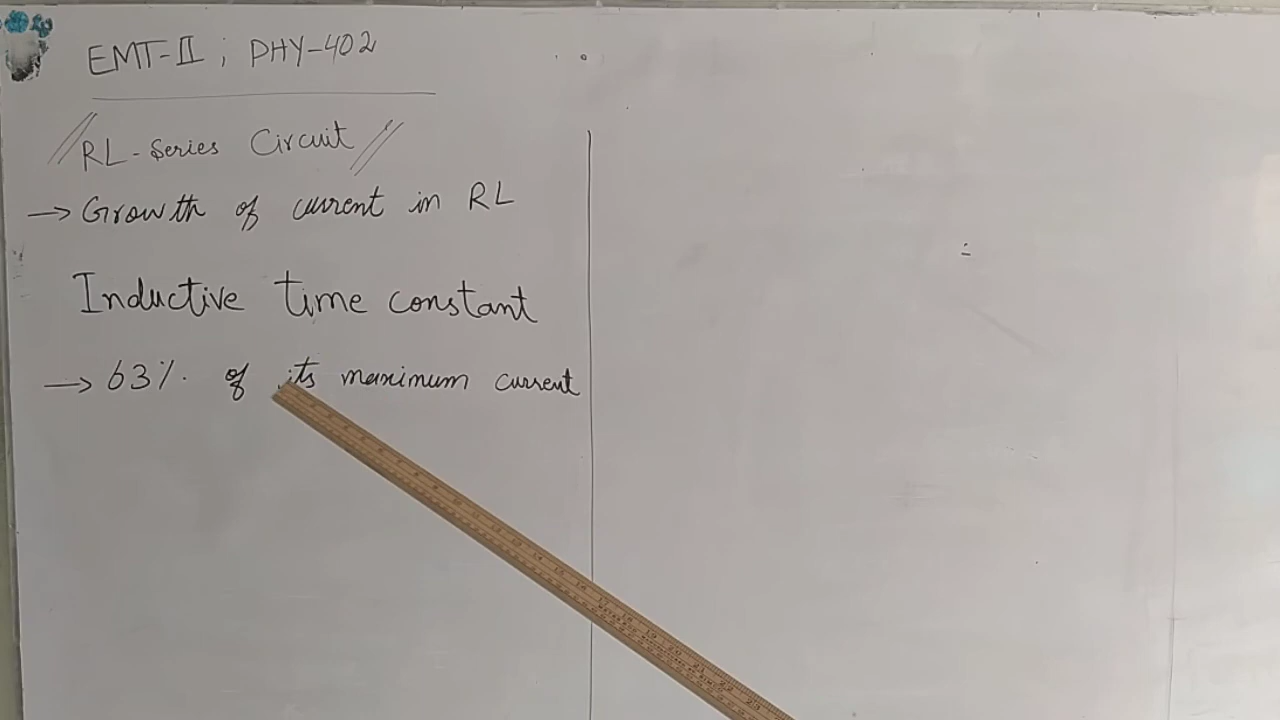 EMT-II ; PHY-402
RL-Series Circuit
→ Growth of current in RL
Inductive time constant
→ 63% of its maximum current